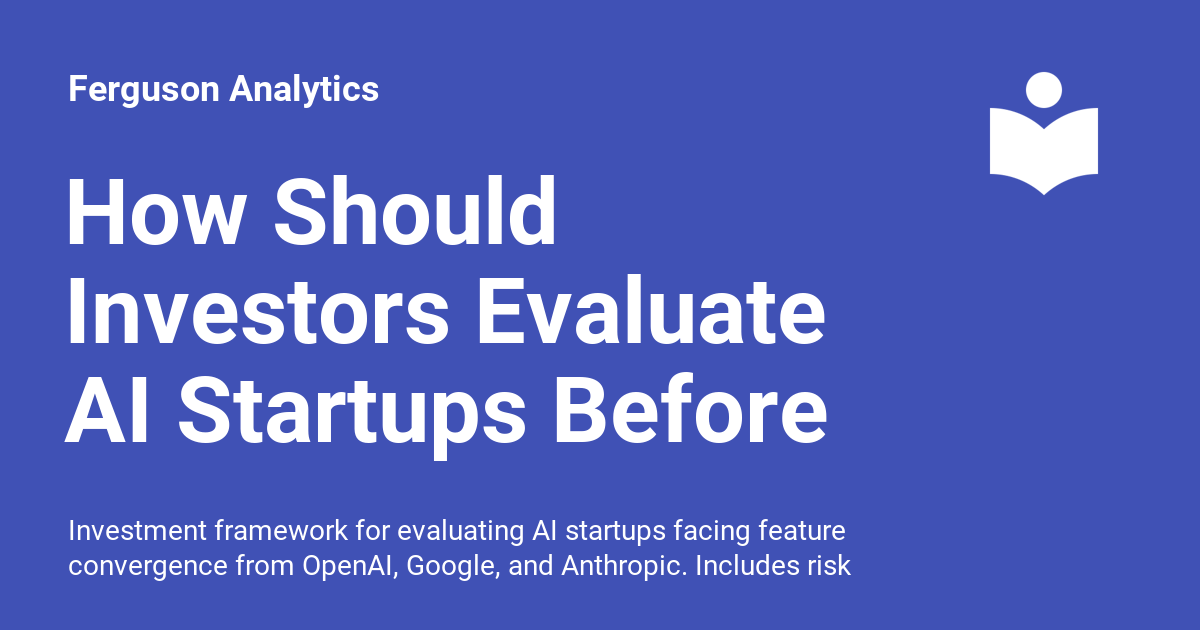 Ferguson Analytics
How Should
Investors Evaluate
AI Startups Before
Investment framework for evaluating AI startups facing feature
convergence from OpenAI, Google, and Anthropic. Includes risk